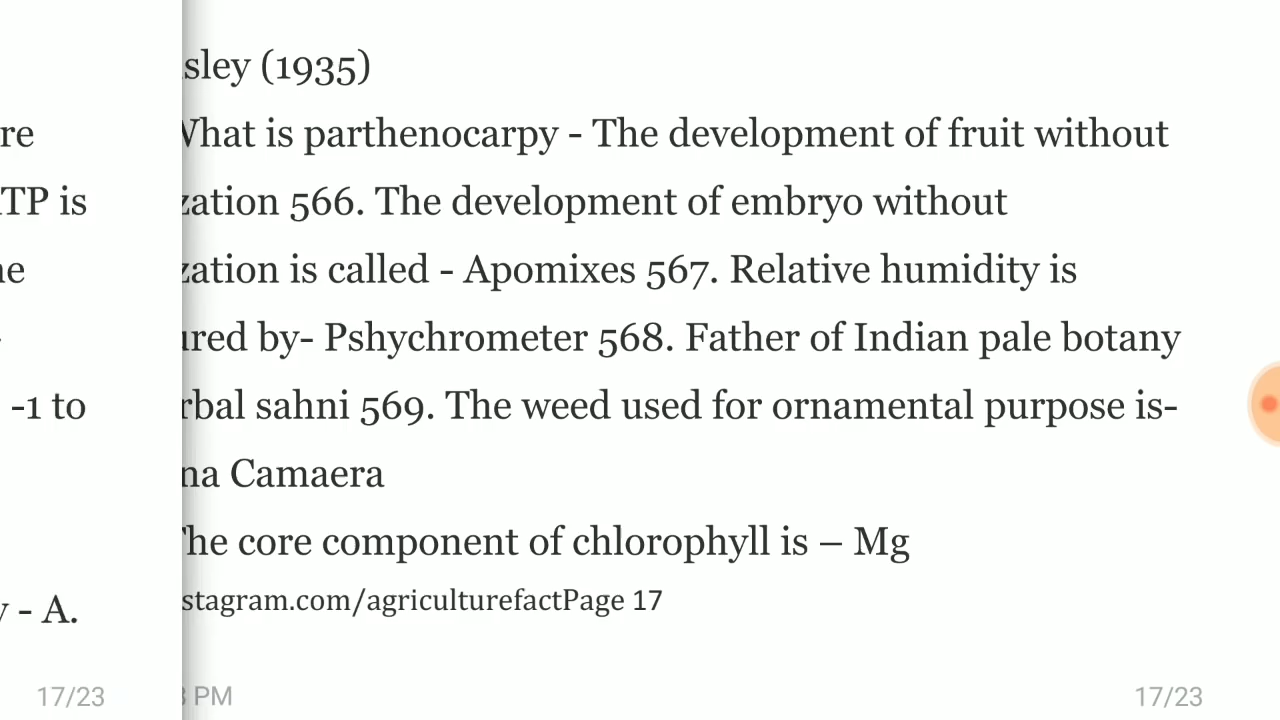 sley (1935)
re
What is parthenocarpy - The development of fruit without
TP is
zation 566. The development of embryo without
zation is called - Apomixes 567. Relative humidity is
ured by- Pshychrometer 568. Father of Indian pale botany
-1 to
rbal sahni 569. The weed used for ornamental purpose is-
na Camaera
The core component of chlorophyll is – Mg
stagram.com/agriculturefactPage 17
- A.
17/23
PM
17/23